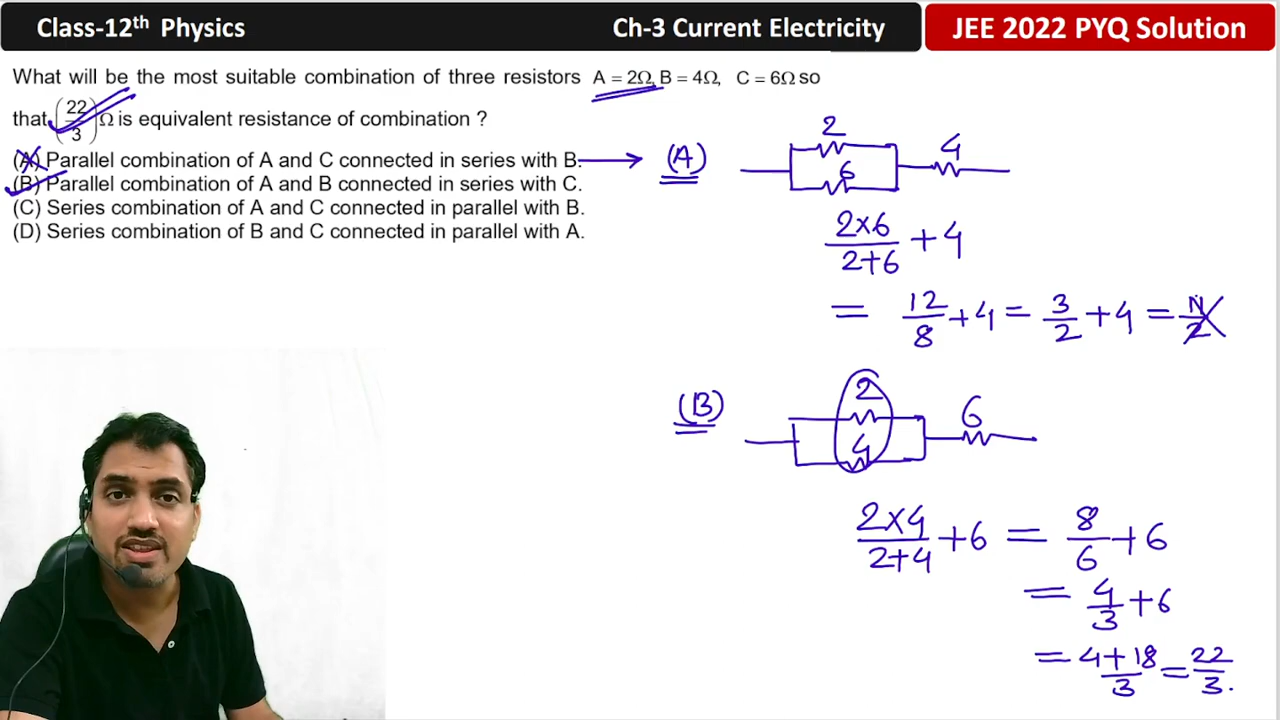 Class-12th Physics
Ch-3 Current Electricity
JEE 2022 PYQ Solution
What will be the most suitable combination of three resistors A = 2Ω, B = 4Ω, C = 6Ω so
that (22/3)Ω is equivalent resistance of combination ?
(A) Parallel combination of A and C connected in series with B.
(B) Parallel combination of A and B connected in series with C.
(C) Series combination of A and C connected in parallel with B.
(D) Series combination of B and C connected in parallel with A.
(A)
2
6
4
2×6/2+6 + 4
= 12/8 + 4 = 3/2 + 4 = 11/2
(B)
2
4
6
2×4/2+4 + 6 = 8/6 + 6
= 4/3 + 6
= 4+18/3 = 22/3.